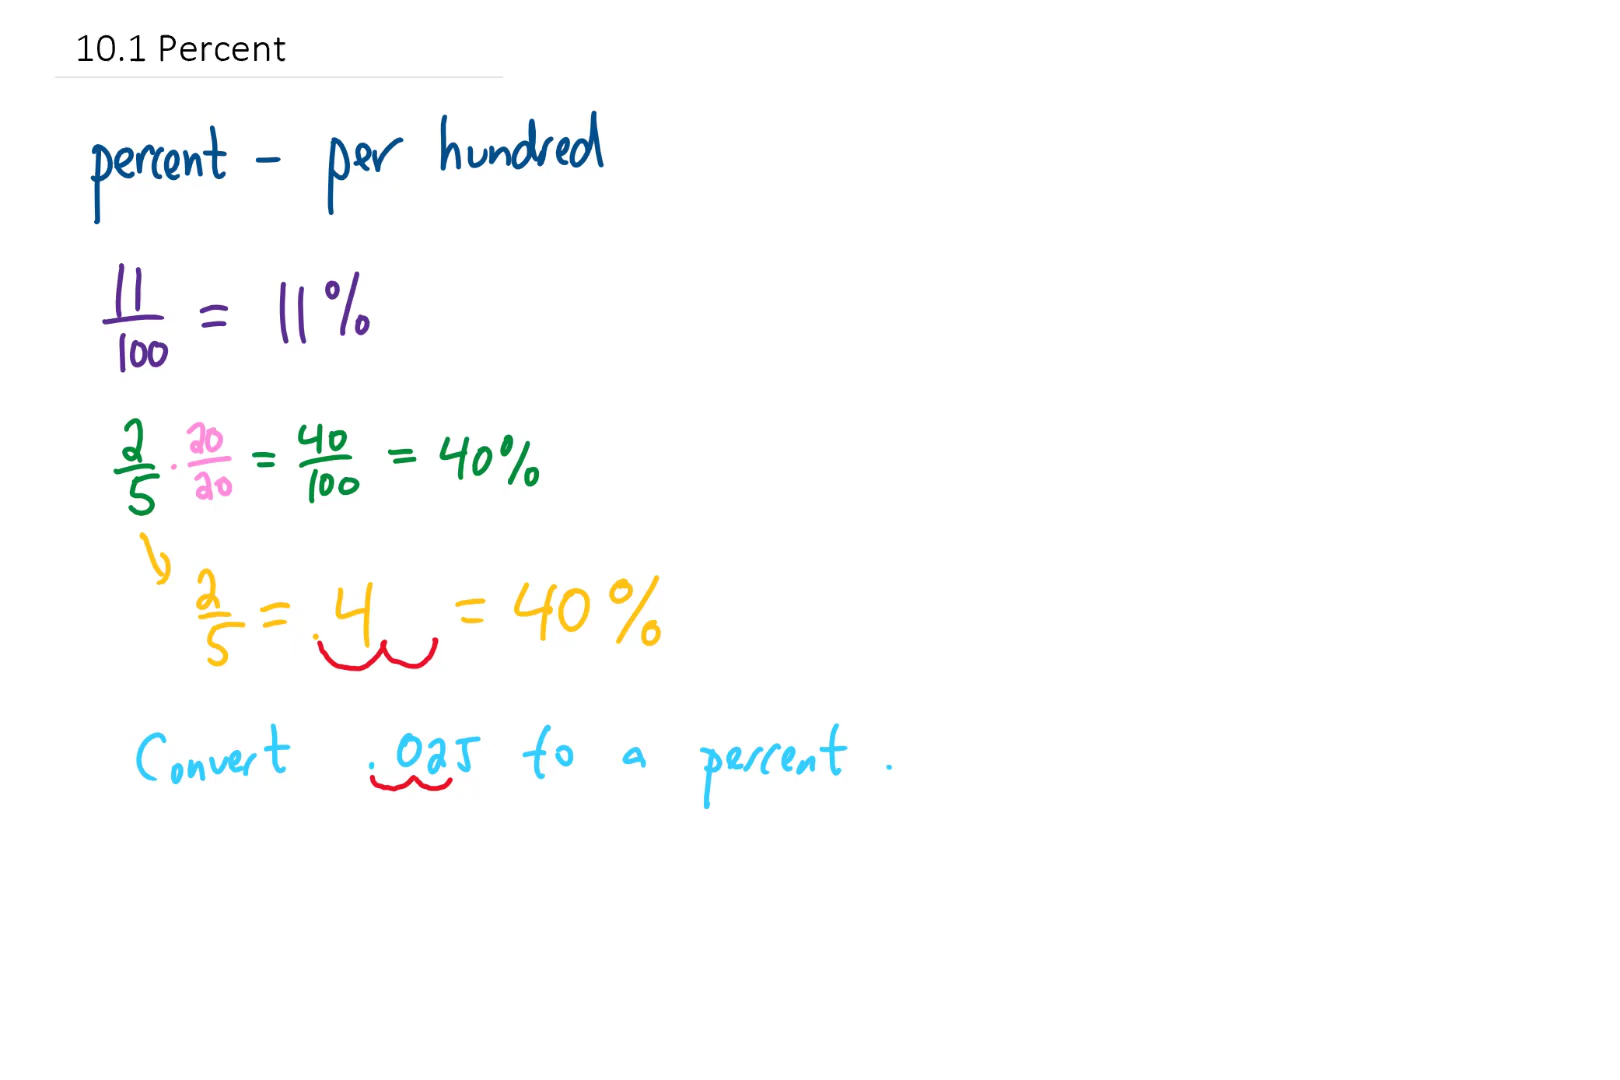 10.1 Percent
percent - per hundred
11/100 = 11%
2/5 · 20/20 = 40/100 = 40%
2/5 = .4 = 40%
Convert .025 to a percent.